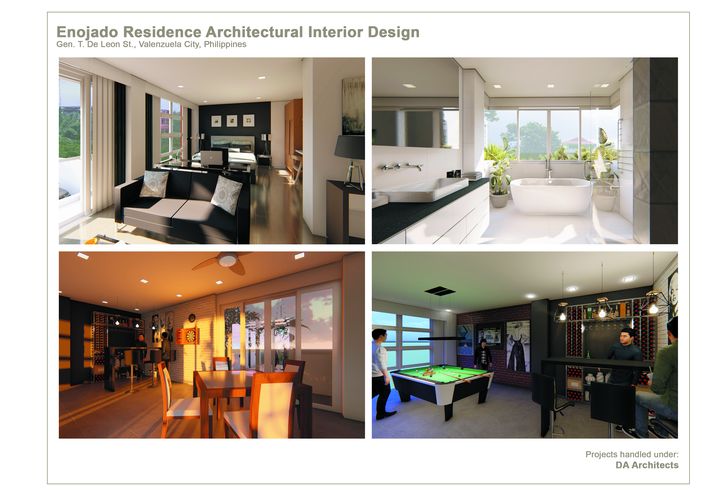 Enojado Residence Architectural Interior Design
Gen. T. De Leon St., Valenzuela City, Philippines
Projects handled under:
DA Architects